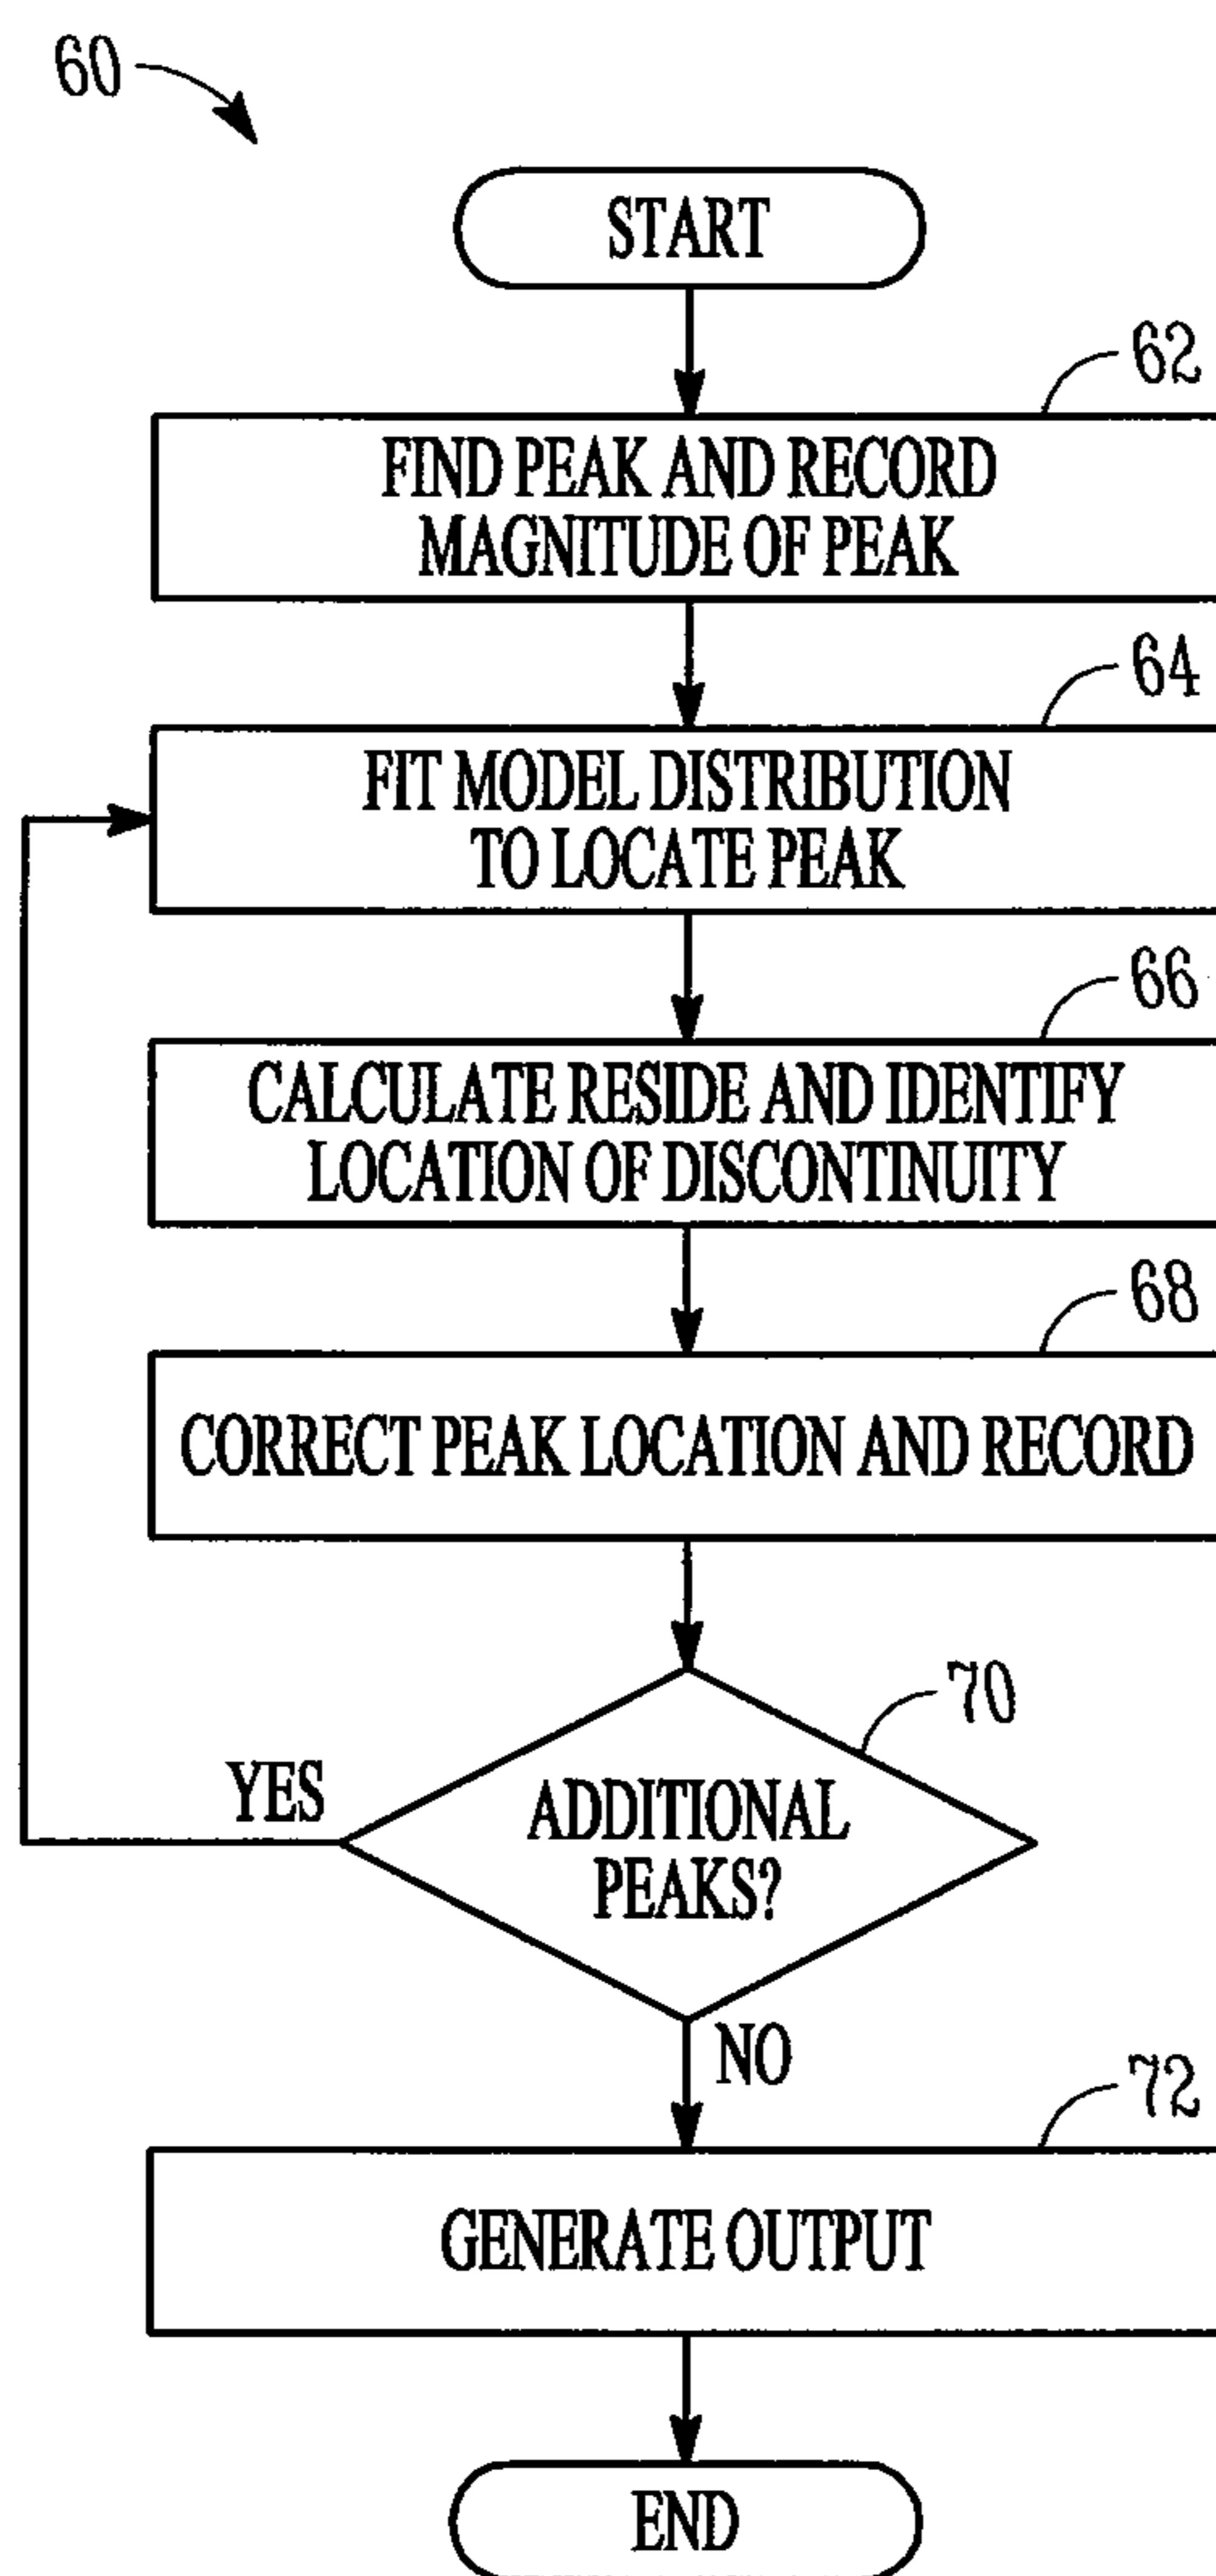 60
START
62
FIND PEAK AND RECORD
MAGNITUDE OF PEAK
64
FIT MODEL DISTRIBUTION
TO LOCATE PEAK
66
CALCULATE RESIDE AND IDENTIFY
LOCATION OF DISCONTINUITY
68
CORRECT PEAK LOCATION AND RECORD
70
YES
ADDITIONAL
PEAKS?
NO
72
GENERATE OUTPUT
END